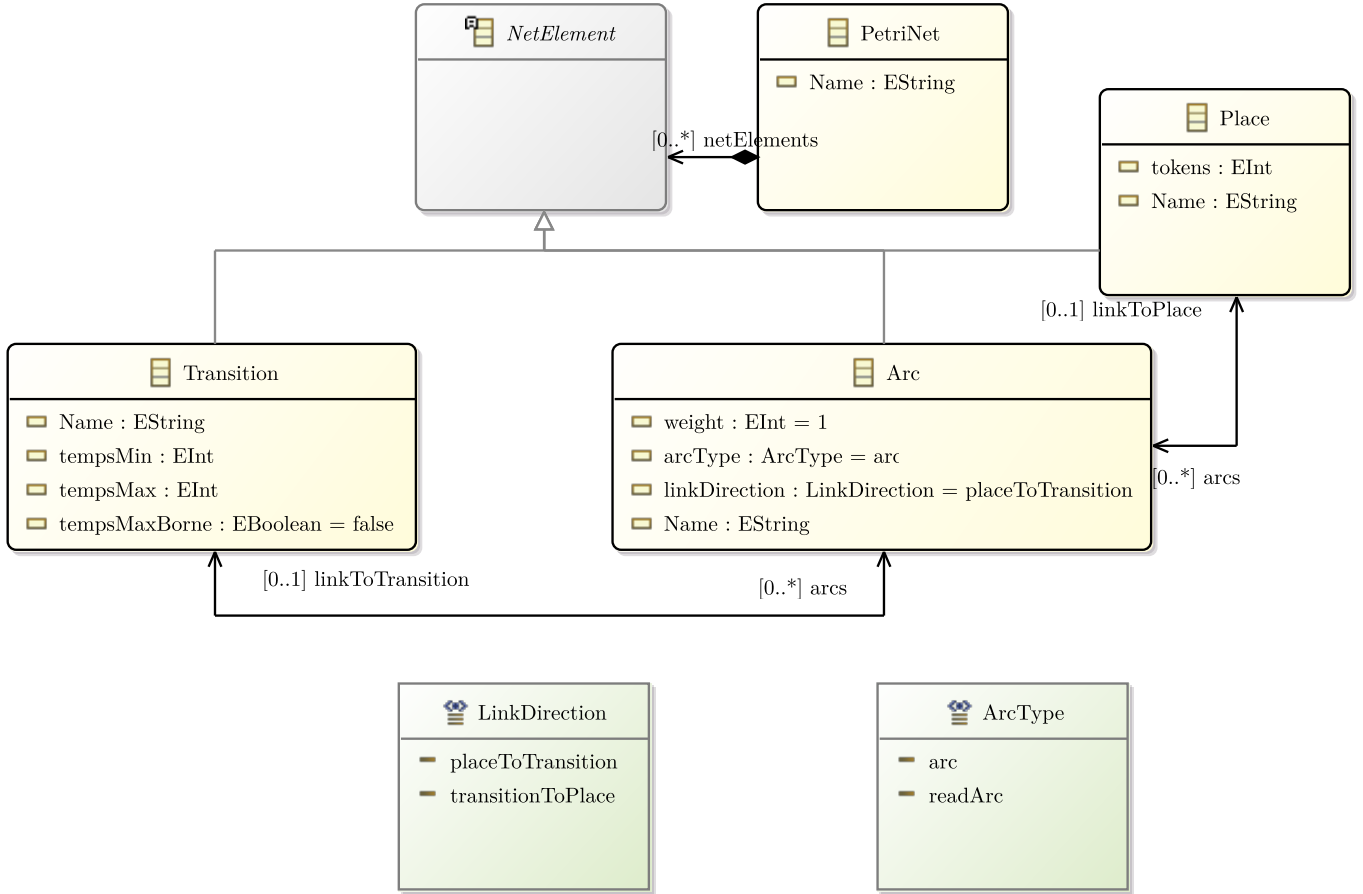 NetElement
PetriNet
Name : EString
[0..*] netElements
Place
tokens : EInt
Name : EString
[0..1] linkToPlace
Transition
Name : EString
tempsMin : EInt
tempsMax : EInt
tempsMaxBorne : EBoolean = false
Arc
weight : EInt = 1
arcType : ArcType = arc
linkDirection : LinkDirection = placeToTransition
Name : EString
[0..*] arcs
[0..1] linkToTransition
[0..*] arcs
LinkDirection
placeToTransition
transitionToPlace
ArcType
arc
readArc